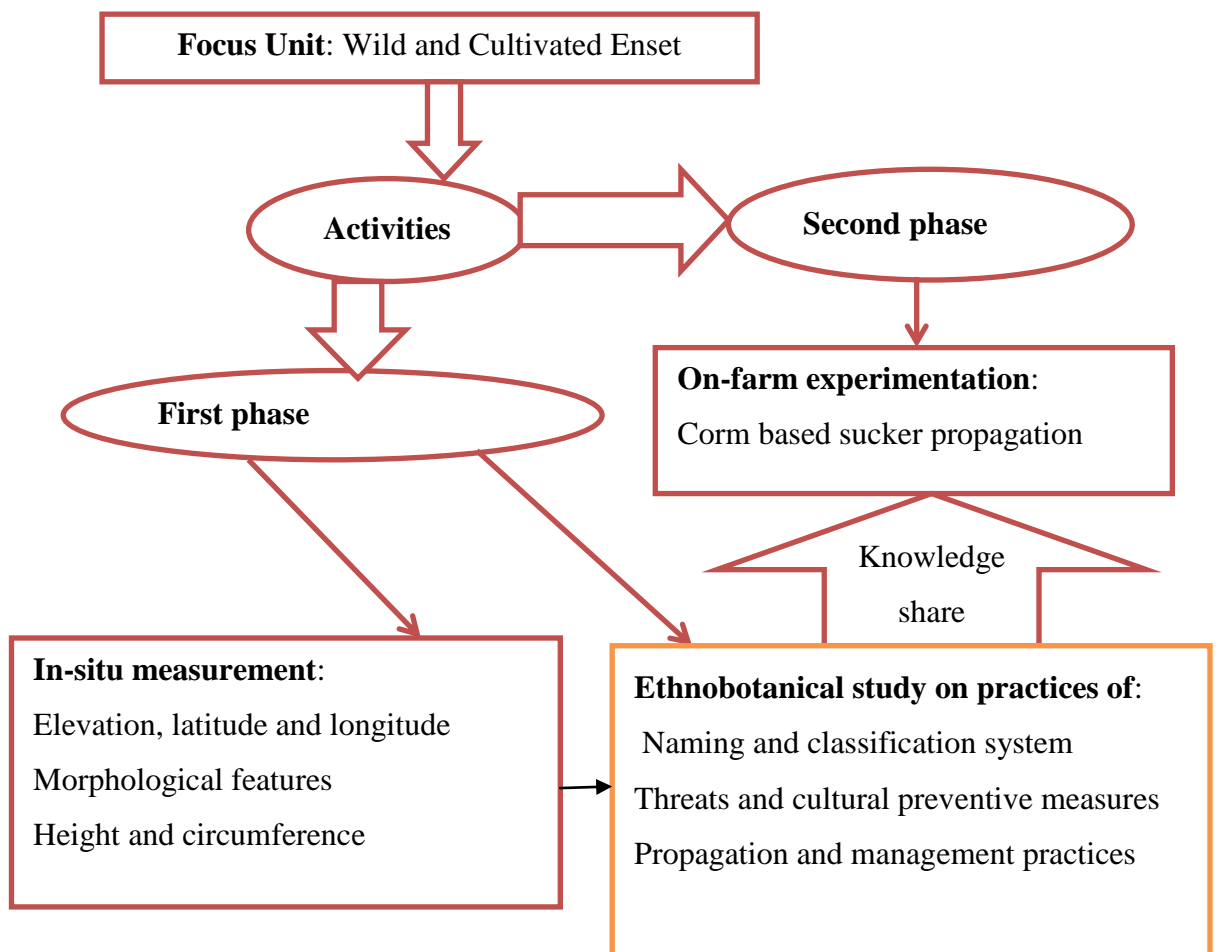 Focus Unit: Wild and Cultivated Enset
Activities
Second phase
First phase
On-farm experimentation:
Corm based sucker propagation
Knowledge
share
In-situ measurement:
Elevation, latitude and longitude
Morphological features
Height and circumference
Ethnobotanical study on practices of:
Naming and classification system
Threats and cultural preventive measures
Propagation and management practices